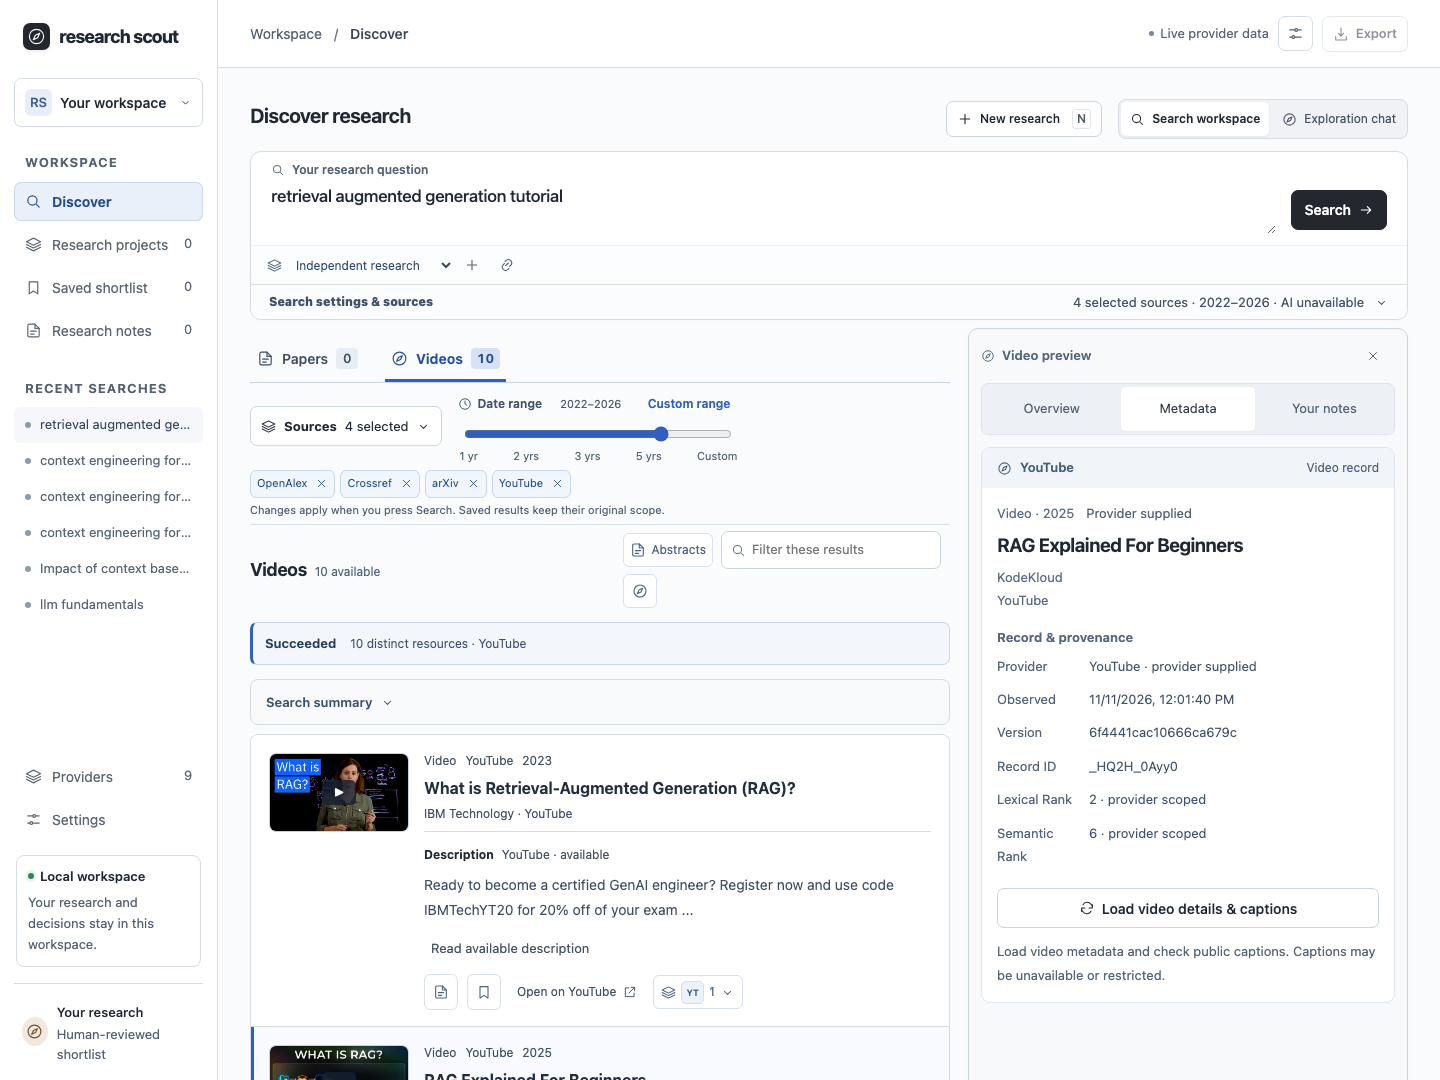 research scout
RS Your workspace
WORKSPACE
Discover
Research projects 0
Saved shortlist 0
Research notes 0
RECENT SEARCHES
retrieval augmented ge...
context engineering for...
context engineering for...
context engineering for...
Impact of context base...
llm fundamentals
Providers 9
Settings
Local workspace
Your research and
decisions stay in this
workspace.
Your research
Human-reviewed
shortlist
Workspace / Discover
Live provider data
Export
Discover research
New research N
Search workspace
Exploration chat
Your research question
retrieval augmented generation tutorial
Search
Independent research
Search settings & sources
4 selected sources · 2022–2026 · AI unavailable
Papers 0
Videos 10
Sources 4 selected
Date range 2022–2026 Custom range
1 yr 2 yrs 3 yrs 5 yrs Custom
OpenAlex
Crossref
arXiv
YouTube
Changes apply when you press Search. Saved results keep their original scope.
Videos 10 available
Abstracts
Filter these results
Succeeded 10 distinct resources · YouTube
Search summary
What is
RAG?
Video YouTube 2023
What is Retrieval-Augmented Generation (RAG)?
IBM Technology · YouTube
Description YouTube · available
Ready to become a certified GenAI engineer? Register now and use code
IBMTechYT20 for 20% off of your exam ...
Read available description
Open on YouTube
YT 1
WHAT IS RAG?
Video YouTube 2025
RAG Explained For Beginners
Video preview
Overview
Metadata
Your notes
YouTube
Video record
Video · 2025 Provider supplied
RAG Explained For Beginners
KodeKloud
YouTube
Record & provenance
Provider YouTube · provider supplied
Observed 11/11/2026, 12:01:40 PM
Version 6f4441cac10666ca679c
Record ID _HQ2H_0Ayy0
Lexical Rank 2 · provider scoped
Semantic Rank 6 · provider scoped
Load video details & captions
Load video metadata and check public captions. Captions may
be unavailable or restricted.